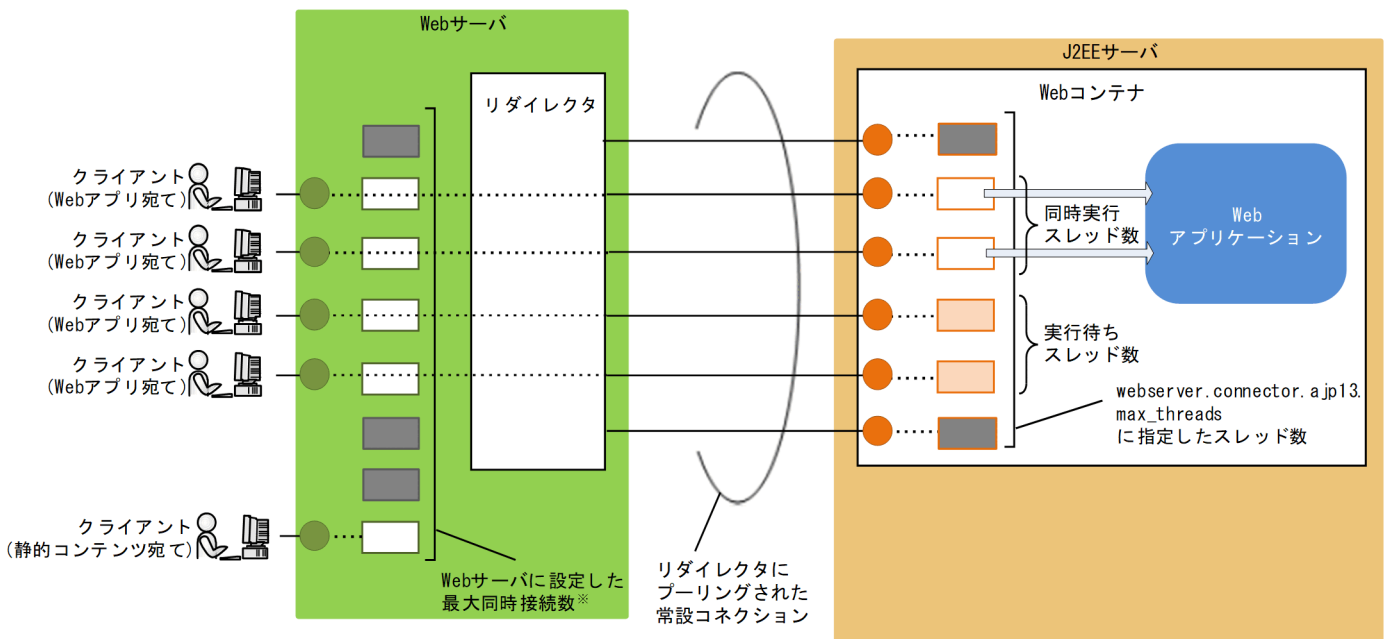 Webサーバ
J2EEサーバ
リダイレクタ
Webコンテナ
クライアント
(Webアプリ宛て)
クライアント
(Webアプリ宛て)
クライアント
(Webアプリ宛て)
クライアント
(Webアプリ宛て)
クライアント
(静的コンテンツ宛て)
同時実行
スレッド数
Web
アプリケーション
実行待ち
スレッド数
webserver.connector.ajp13.
max_threads
に指定したスレッド数
Webサーバに設定した
最大同時接続数※
リダイレクタに
プーリングされた
常設コネクション